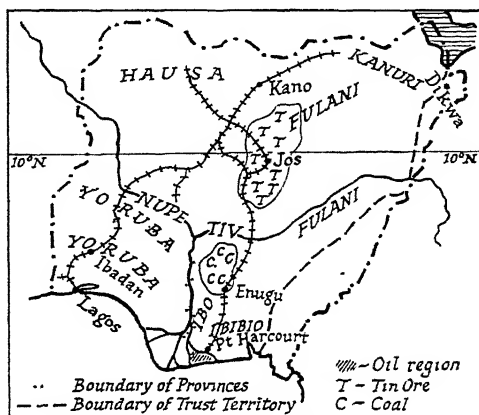 HAUSA
KANURI
Kano
Dikwa
T FULANI
T T
T
T
10°N
T Jos
10°N
T T
T T
T
YORUBA
NUPE
TIV
FULANI
YORUBA
Ibadan
C C
C C
C C
Enugu
Lagos
IBO
IBIBIO
Pt Harcourt
- Oil region
Boundary of Provinces
T - Tin Ore
Boundary of Trust Territory
C - Coal